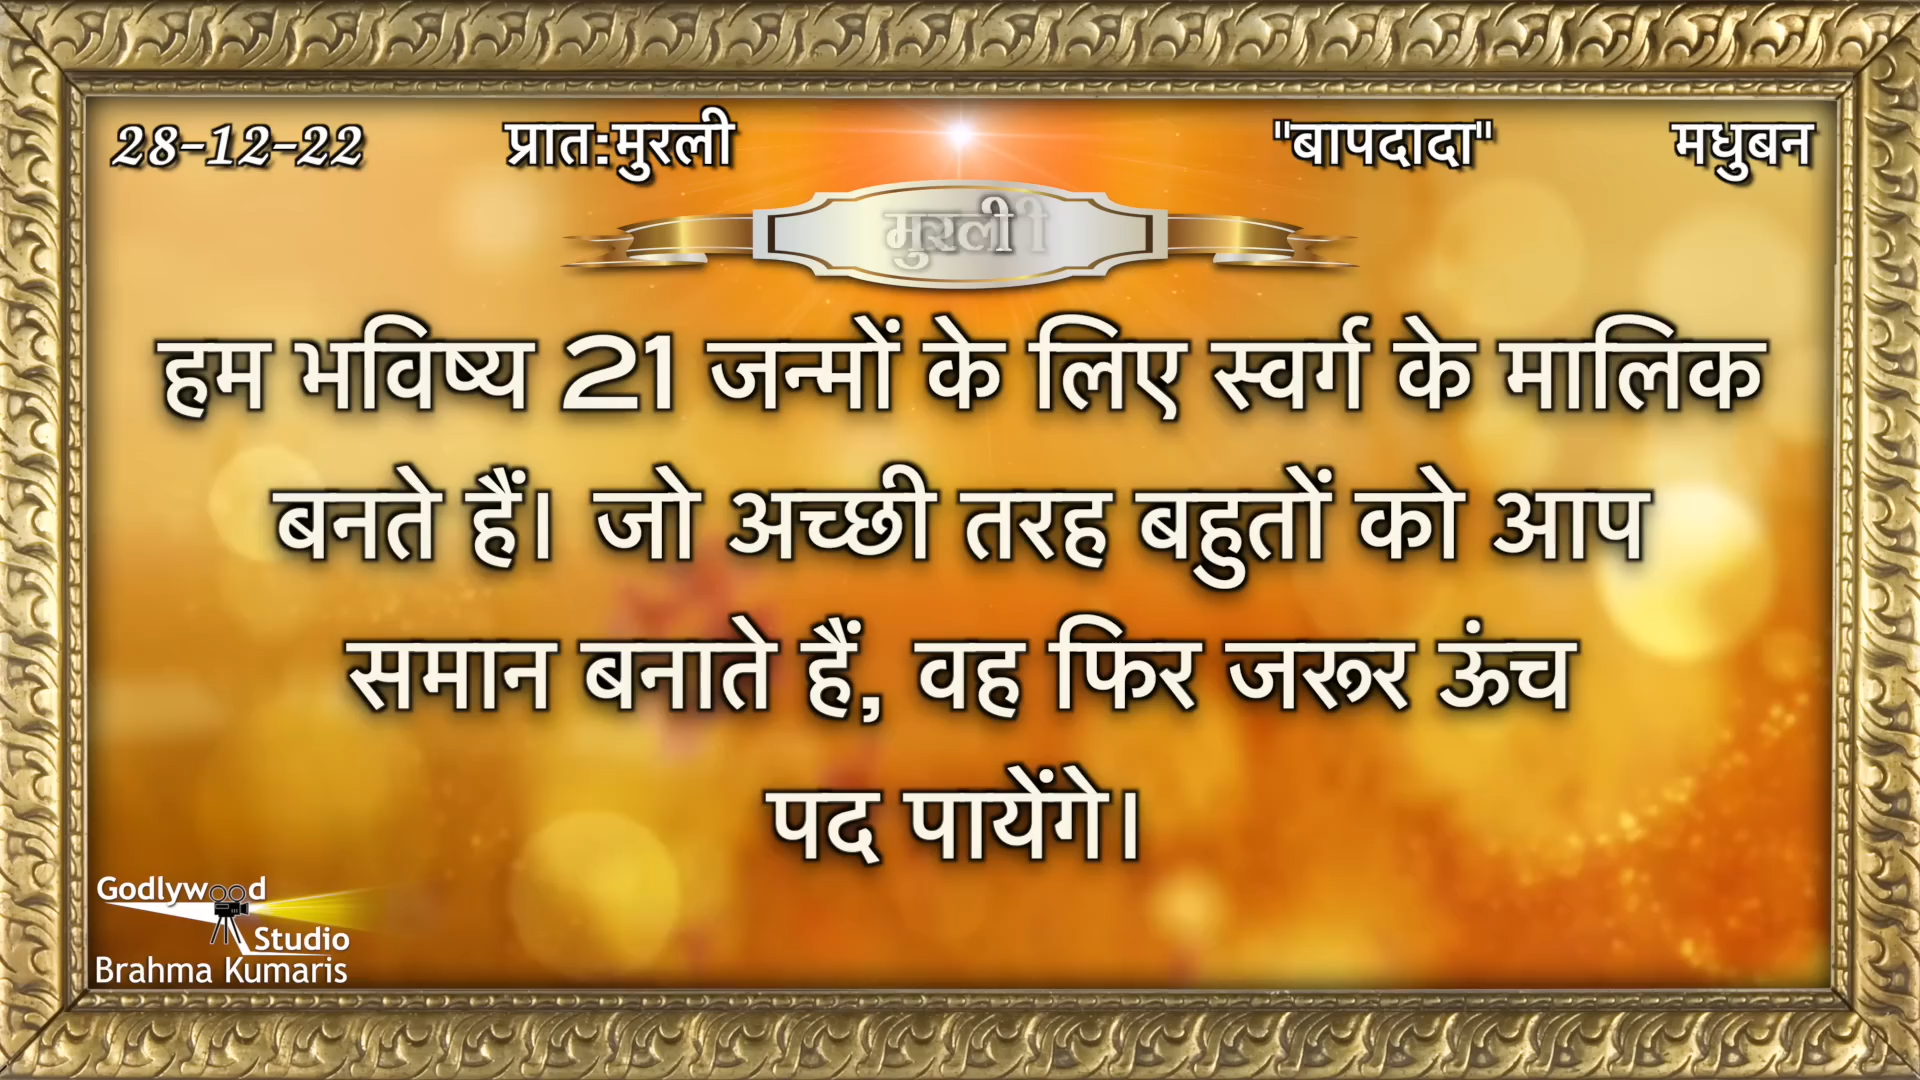 28-12-22 प्रात:मुरली "बापदादा" मधुबन
मुरली
हम भविष्य 21 जन्मों के लिए स्वर्ग के मालिक
बनते हैं। जो अच्छी तरह बहुतों को आप
समान बनाते हैं, वह फिर जरूर ऊंच
पद पायेंगे।
Godlywood
Studio
Brahma Kumaris